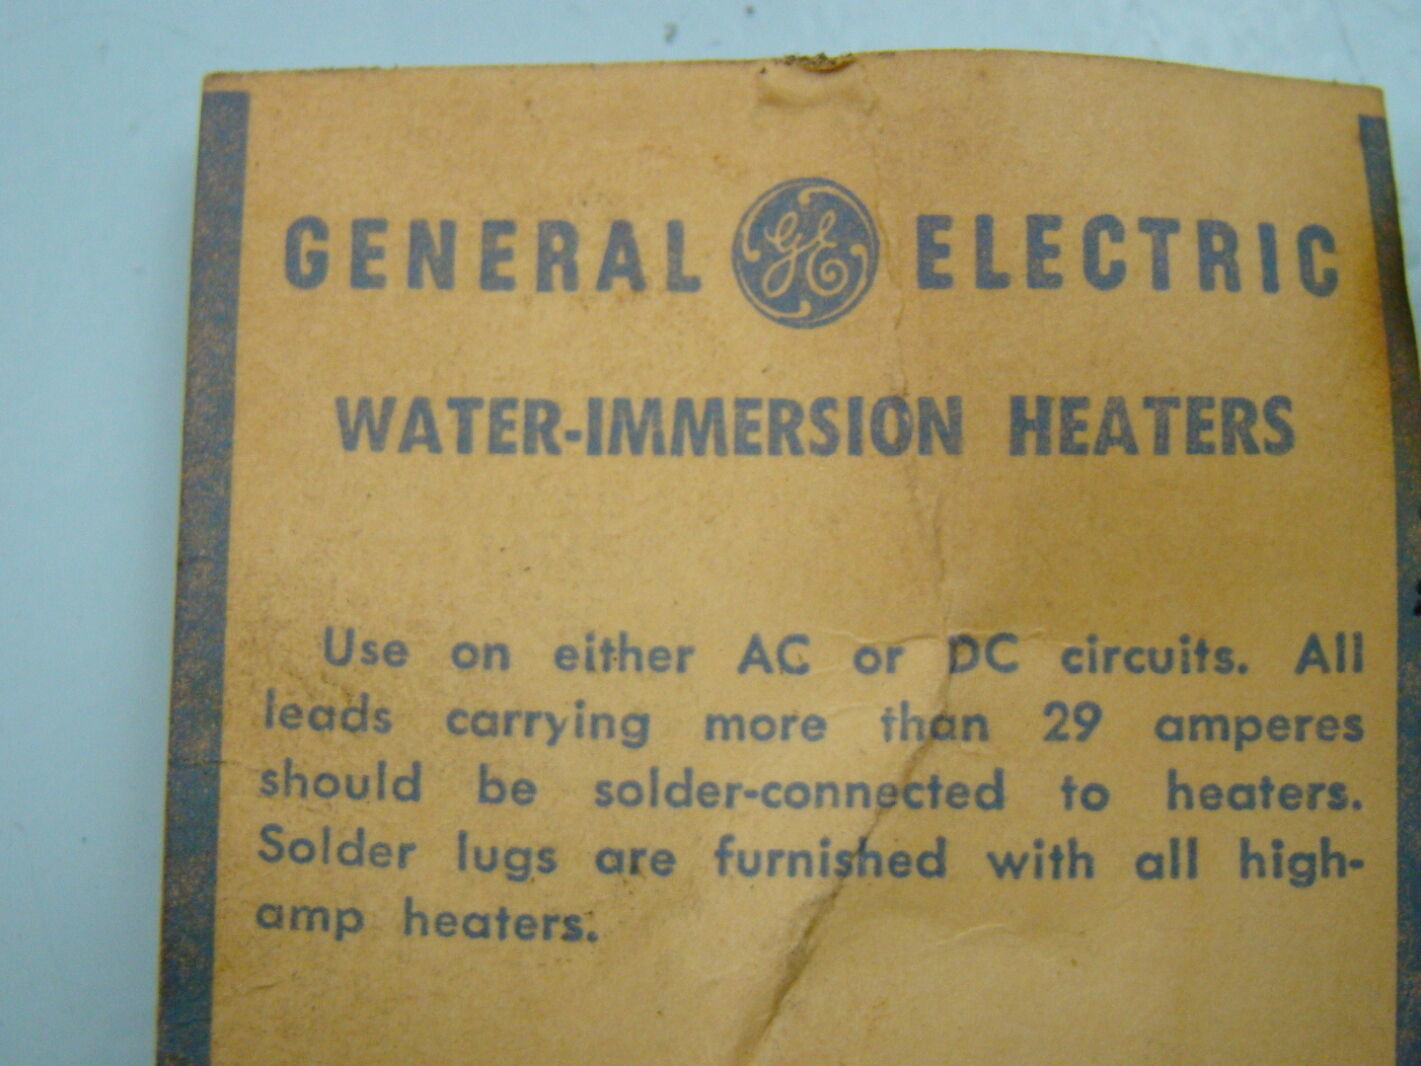 GENERAL GE ELECTRIC
WATER-IMMERSION HEATERS
Use on either AC or DC circuits. All
leads carrying more than 29 amperes
should be solder-connected to heaters.
Solder lugs are furnished with all high-
amp heaters.